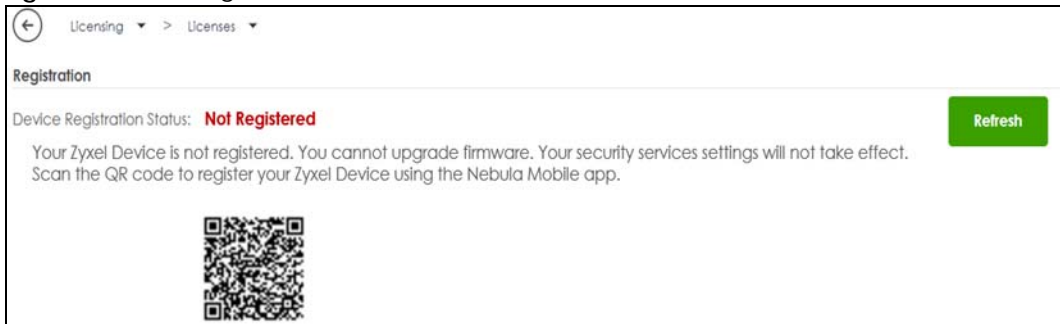 Licensing > Licenses
Registration
Device Registration Status: Not Registered
Refresh
Your Zyxel Device is not registered. You cannot upgrade firmware. Your security services settings will not take effect.
Scan the QR code to register your Zyxel Device using the Nebula Mobile app.